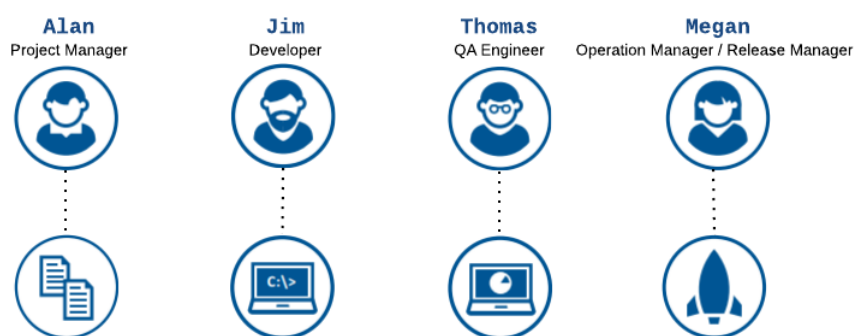 Alan
Project Manager
Jim
Developer
Thomas
QA Engineer
Megan
Operation Manager / Release Manager
C:\>